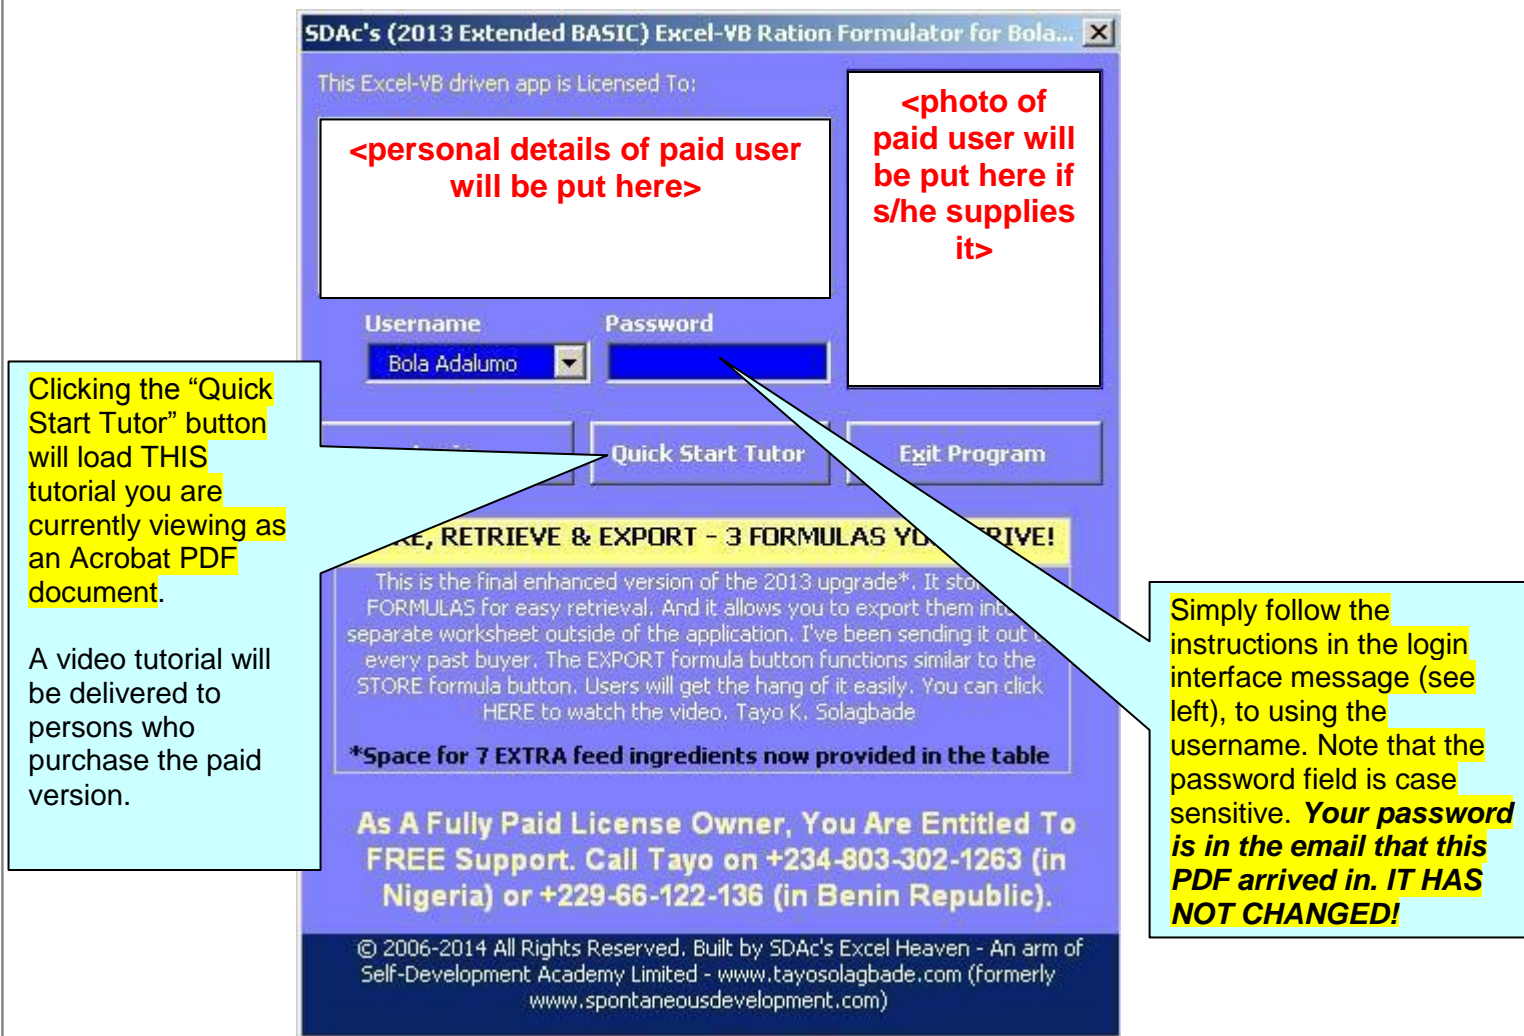 SDAc's (2013 Extended BASIC) Excel-VB Ration Formulator for Bola...
This Excel-VB driven app is Licensed To:
<personal details of paid user
will be put here>
<photo of
paid user will
be put here if
s/he supplies
it>
Username
Password
Bola Adalumo
Quick Start Tutor
Exit Program
Clicking the “Quick
Start Tutor” button
will load THIS
tutorial you are
currently viewing as
an Acrobat PDF
document.
A video tutorial will
be delivered to
persons who
purchase the paid
version.
RE, RETRIEVE & EXPORT - 3 FORMULAS YO RIVE!
This is the final enhanced version of the 2013 upgrade*. It sto
FORMULAS for easy retrieval. And it allows you to export them int
separate worksheet outside of the application. I've been sending it out
every past buyer. The EXPORT formula button functions similar to the
STORE formula button. Users will get the hang of it easily. You can click
HERE to watch the video. Tayo K. Solagbade
*Space for 7 EXTRA feed ingredients now provided in the table
Simply follow the
instructions in the login
interface message (see
left), to using the
username. Note that the
password field is case
sensitive. Your password
is in the email that this
PDF arrived in. IT HAS
NOT CHANGED!
As A Fully Paid License Owner, You Are Entitled To
FREE Support. Call Tayo on +234-803-302-1263 (in
Nigeria) or +229-66-122-136 (in Benin Republic).
© 2006-2014 All Rights Reserved. Built by SDAc's Excel Heaven - An arm of
Self-Development Academy Limited - www.tayosolagbade.com (formerly
www.spontaneousdevelopment.com)